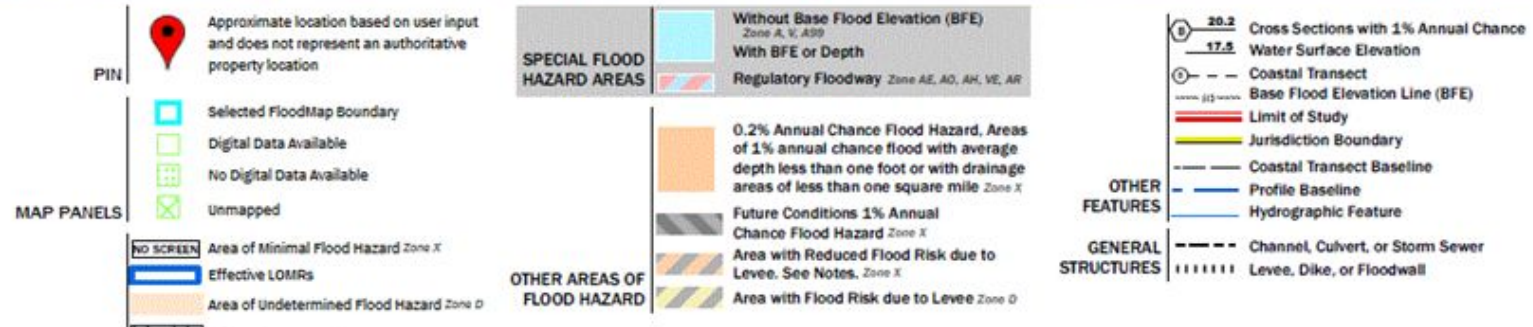 PIN
Approximate location based on user input
and does not represent an authoritative
property location
MAP PANELS
Selected FloodMap Boundary
Digital Data Available
No Digital Data Available
Unmapped
NO SCREEN Area of Minimal Flood Hazard Zone X
Effective LOMRs
Area of Undetermined Flood Hazard Zone D
SPECIAL FLOOD
HAZARD AREAS
Without Base Flood Elevation (BFE)
Zone A, V, A99
With BFE or Depth
Regulatory Floodway Zone AE, AO, AH, VE, AR
OTHER AREAS OF
FLOOD HAZARD
0.2% Annual Chance Flood Hazard, Areas
of 1% annual chance flood with average
depth less than one foot or with drainage
areas of less than one square mile Zone X
Future Conditions 1% Annual
Chance Flood Hazard Zone X
Area with Reduced Flood Risk due to
Levee. See Notes. Zone X
Area with Flood Risk due to Levee Zone D
OTHER
FEATURES
B 20.2 Cross Sections with 1% Annual Chance
17.5 Water Surface Elevation
Coastal Transect
Base Flood Elevation Line (BFE)
Limit of Study
Jurisdiction Boundary
Coastal Transect Baseline
Profile Baseline
Hydrographic Feature
GENERAL
STRUCTURES
Channel, Culvert, or Storm Sewer
Levee, Dike, or Floodwall